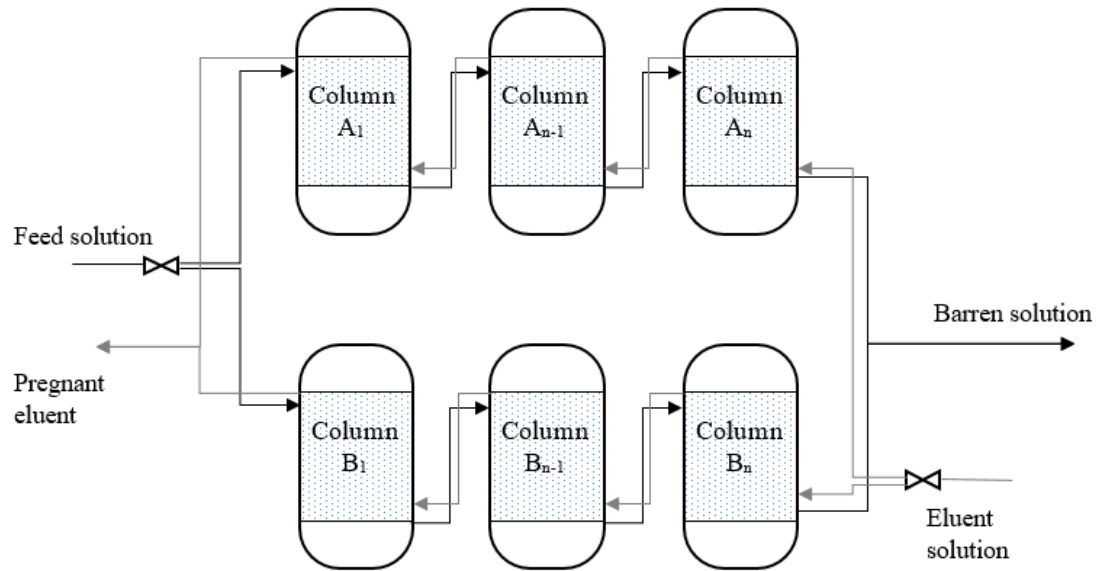 Column
A₁
Column
Aₙ₋₁
Column
Aₙ
Feed solution
Barren solution
Pregnant
eluent
Column
B₁
Column
Bₙ₋₁
Column
Bₙ
Eluent
solution